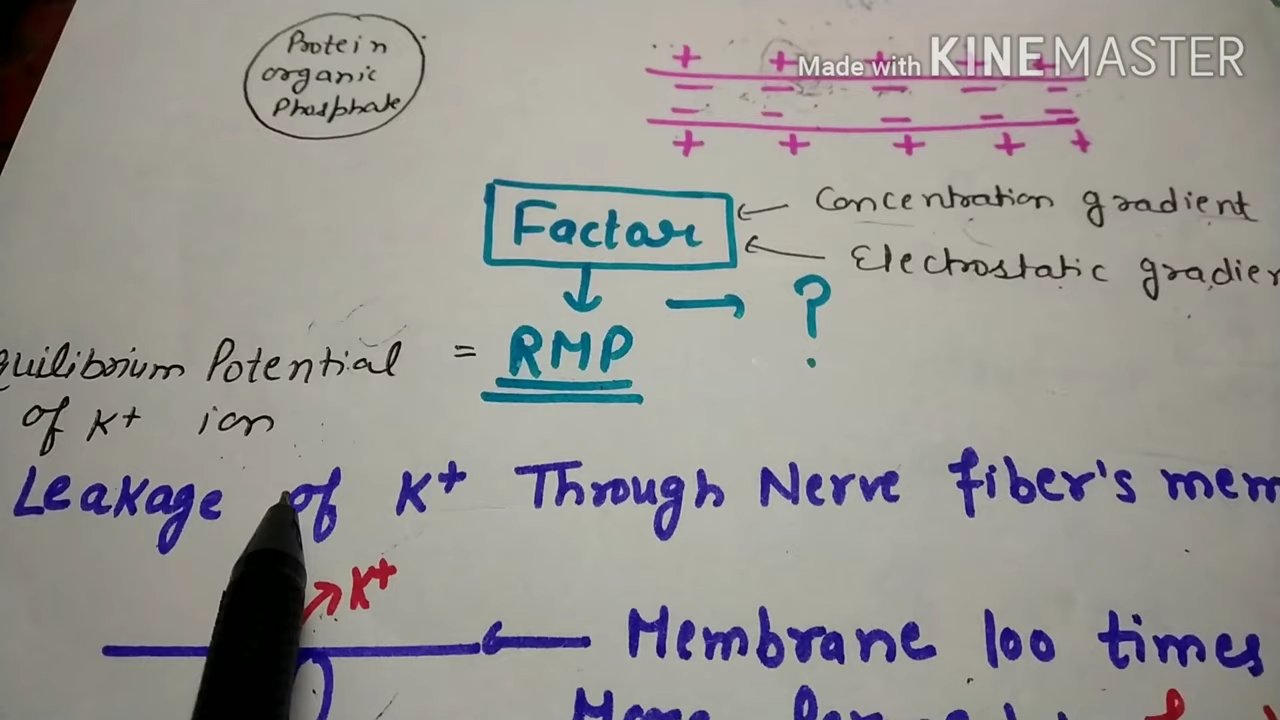 Protein
organic
Phosphate
Made with KINEMASTER
+ + + + +
- - - - -
- - - - -
+ + + + +
Factor
Concentration gradient
Electrostatic gradien
→ ?
quilibrium Potential = RMP
of K+ ion
Leakage of K+ Through Nerve fiber's mem
K+
Membrane 100 times
More